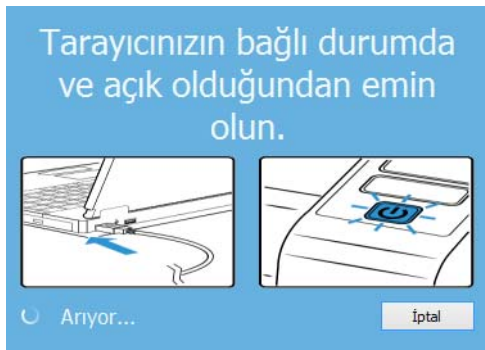 Tarayıcınızın bağlı durumda
ve açık olduğundan emin
olun.
Arıyor...
İptal